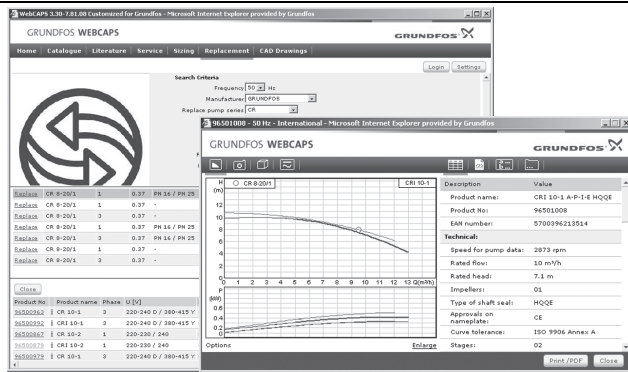 WebCAPS 3.30-7.01.08 Customized for Grundfos - Microsoft Internet Explorer provided by Grundfos
GRUNDFOS WEBCAPS
GRUNDFOS
Home Catalogue Literature Service Sizing Replacement CAD Drawings
Login Settings
Search Criteria
Frequency 50 Hz
Manufacturer GRUNDFOS
Replace pump series CR
Replace CR 8-20/1 1 0.37 PN 16 / PN 25
Replace CR 8-20/1 1 0.37 -
Replace CR 8-20/1 3 0.37 PN 16 / PN 25
Replace CR 8-20/1 3 0.37 -
Replace CR 8-20/1 3 0.37 PN 16 / PN 25
Replace CR 8-20/1 1 0.37 -
Replace CR 8-20/1 3 0.37 -
Close
Product No Product name Phase U [V]
96500963 CR 10-1 3 220-240 D / 380-415 Y
96500992 CRI 10-1 3 220-240 D / 380-415 Y
96500867 CR 10-2 1 220-230 / 240
96500879 CRI 10-2 1 220-230 / 240
96500979 CR 10-1 3 220-240 D / 380-415 Y
96501008 - 50 Hz - International - Microsoft Internet Explorer provided by Grundfos
GRUNDFOS WEBCAPS
GRUNDFOS
H
(m)
CR 8-20/1
CRI 10-1
12
10
8
6
4
2
0
0 1 2 3 4 5 6 7 8 9 10 11 12 13 Q(m³/h)
P
(kW)
0.4
0.2
0
Options
Enlarge
Description Value
Product name: CRI 10-1 A-P-I-E HQQE
Product No: 96501008
EAN number: 5700396213514
Technical:
Speed for pump data: 2873 rpm
Rated flow: 10 m³/h
Rated head: 7.1 m
Impellers: 01
Type of shaft seal: HQQE
Approvals on nameplate: CE
Curve tolerance: ISO 9906 Annex A
Stages: 02
Print /PDF Close